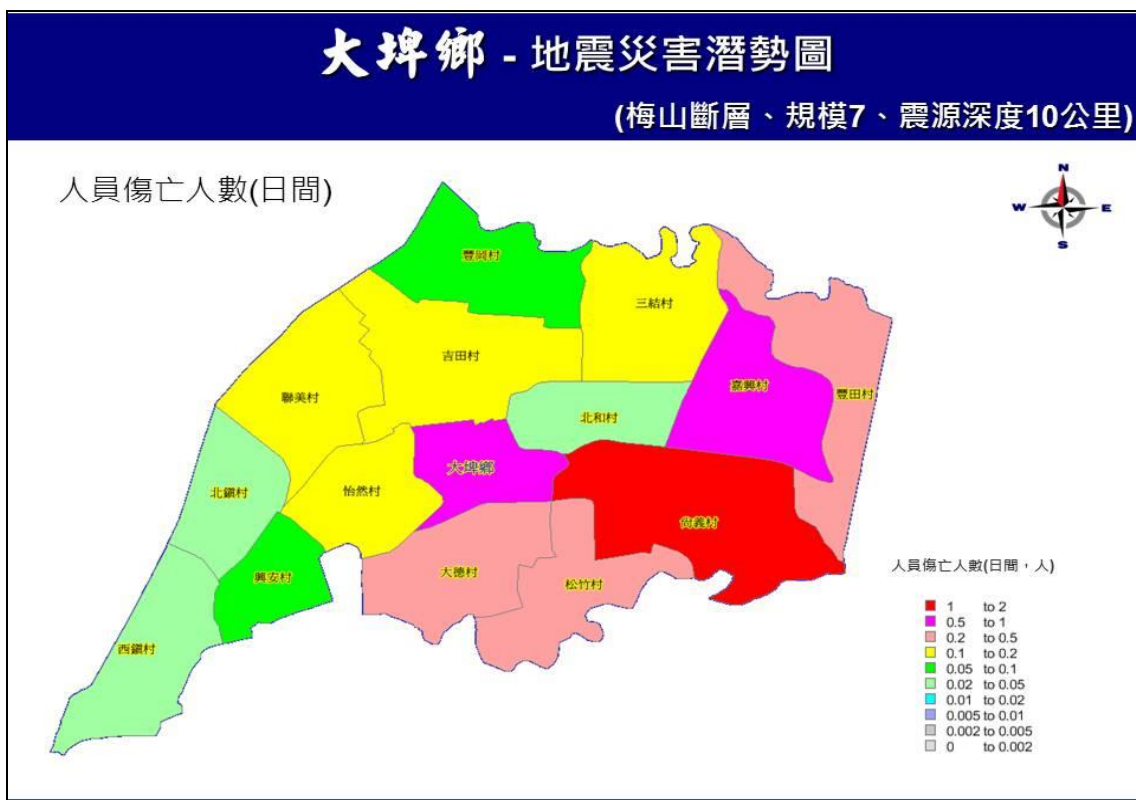 大埤鄉 - 地震災害潛勢圖
(梅山斷層、規模7、震源深度10公里)
人員傷亡人數(日間)
N
W
E
S
豐岡村
三結村
吉田村
嘉興村
豐田村
聯美村
北和村
大埤鄉
北鎮村
怡然村
尚義村
興安村
大德村
松竹村
西鎮村
人員傷亡人數(日間，人)
1 to 2
0.5 to 1
0.2 to 0.5
0.1 to 0.2
0.05 to 0.1
0.02 to 0.05
0.01 to 0.02
0.005 to 0.01
0.002 to 0.005
0 to 0.002